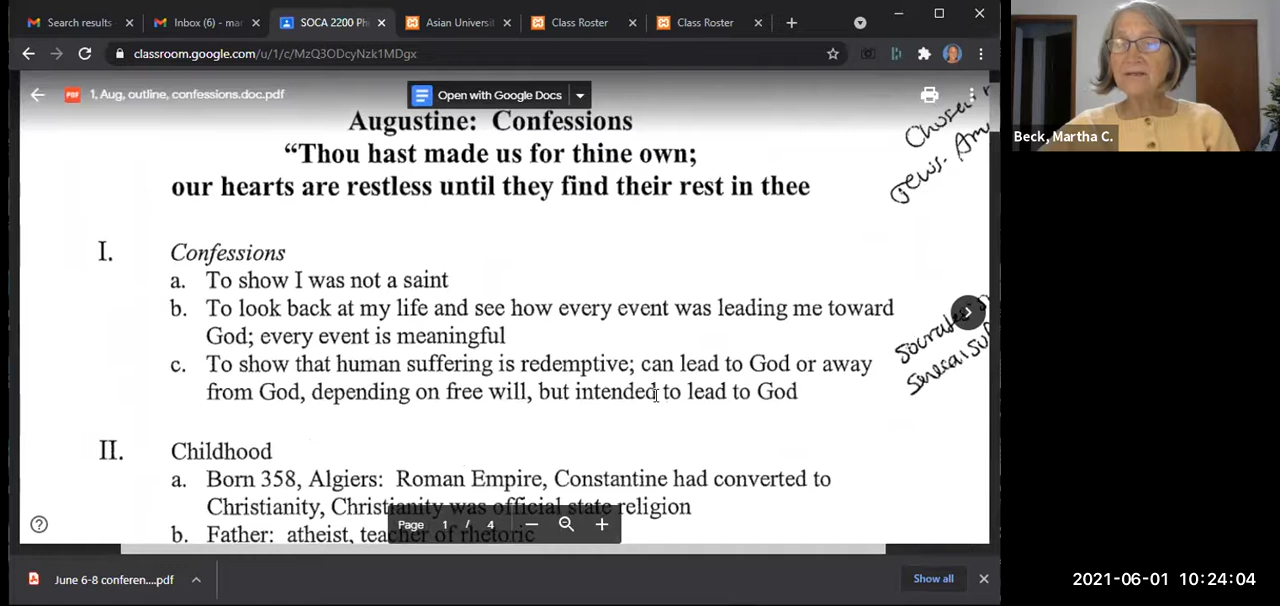 Search results
Inbox (6) - mar
SOCA 2200 Ph
Asian Universit
Class Roster
Class Roster
classroom.google.com/u/1/c/MzQ3ODcyNzk1MDgx
1, Aug, outline, confessions.doc.pdf
Open with Google Docs
Augustine: Confessions
“Thou hast made us for thine own;
our hearts are restless until they find their rest in thee
Chosen
Jews. Am
I. Confessions
a. To show I was not a saint
b. To look back at my life and see how every event was leading me toward
God; every event is meaningful
c. To show that human suffering is redemptive; can lead to God or away
from God, depending on free will, but intended to lead to God
Socrates
II. Childhood
a. Born 358, Algiers: Roman Empire, Constantine had converted to
Christianity, Christianity was official state religion
b. Father: atheist, teacher of rhetoric
Page 1 / 4
June 6-8 conferen....pdf
Show all
Beck, Martha C.
2021-06-01 10:24:04